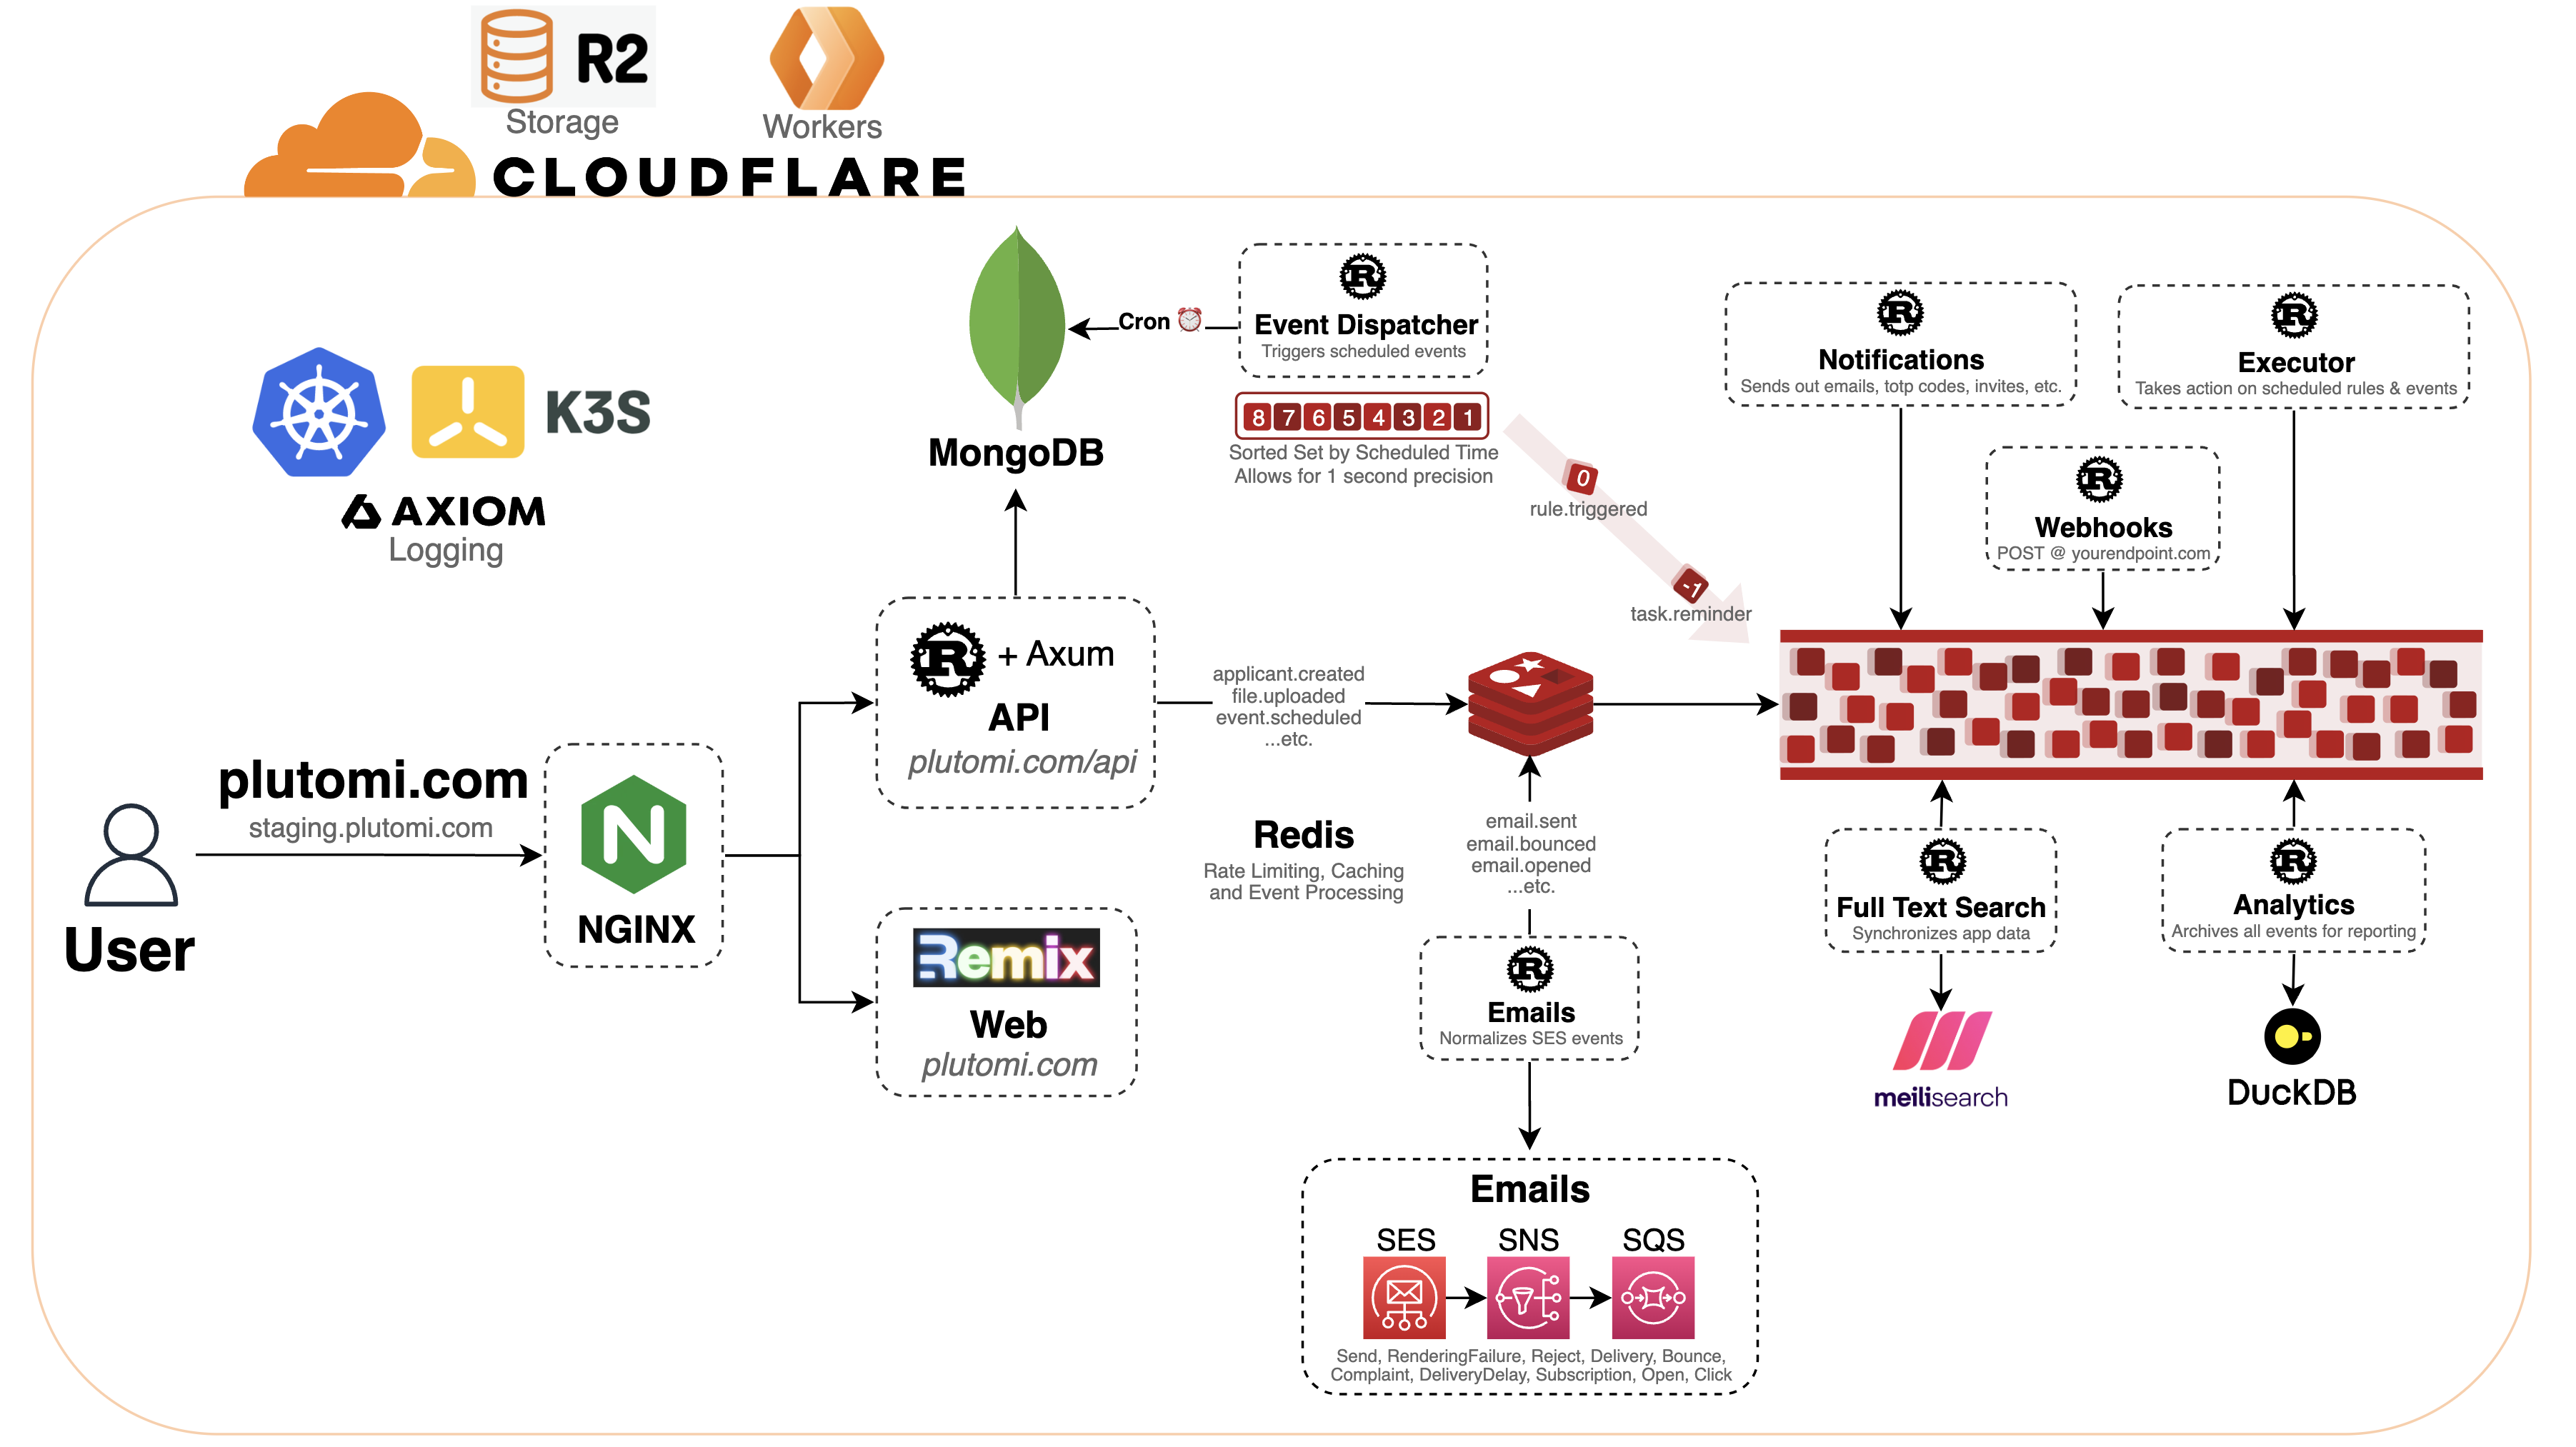 R2
Storage
Workers
CLOUDFLARE
K3S
AXIOM
Logging
MongoDB
Cron
R
Event Dispatcher
Triggers scheduled events
8 7 6 5 4 3 2 1
Sorted Set by Scheduled Time
Allows for 1 second precision
0
rule.triggered
-1
task.reminder
R
Notifications
Sends out emails, totp codes, invites, etc.
R
Executor
Takes action on scheduled rules & events
R
Webhooks
POST @ yourendpoint.com
User
plutomi.com
staging.plutomi.com
N
NGINX
R + Axum
API
plutomi.com/api
Remix
Web
plutomi.com
applicant.created
file.uploaded
event.scheduled
...etc.
Redis
Rate Limiting, Caching
and Event Processing
email.sent
email.bounced
email.opened
...etc.
R
Emails
Normalizes SES events
Emails
SES
SNS
SQS
Send, RenderingFailure, Reject, Delivery, Bounce,
Complaint, DeliveryDelay, Subscription, Open, Click
R
Full Text Search
Synchronizes app data
meilisearch
R
Analytics
Archives all events for reporting
DuckDB